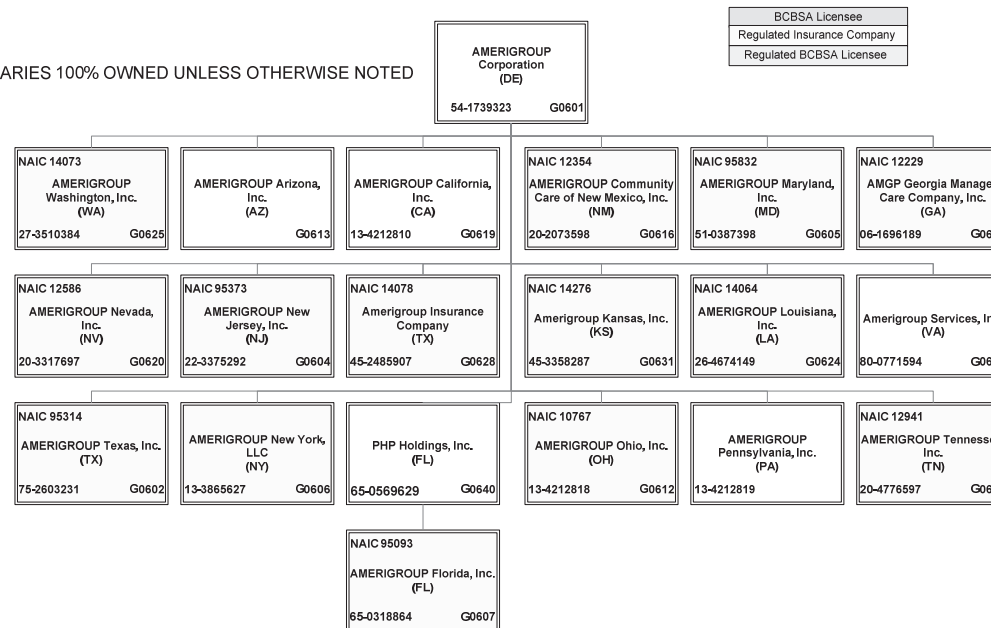 BCBSA Licensee
Regulated Insurance Company
Regulated BCBSA Licensee
ARIES 100% OWNED UNLESS OTHERWISE NOTED
AMERIGROUP
Corporation
(DE)
54-1739323 G0601
NAIC 14073
AMERIGROUP
Washington, Inc.
(WA)
27-3510384 G0625
AMERIGROUP Arizona,
Inc.
(AZ)
G0613
AMERIGROUP California,
Inc.
(CA)
13-4212810 G0619
NAIC 12354
AMERIGROUP Community
Care of New Mexico, Inc.
(NM)
20-2073598 G0616
NAIC 95832
AMERIGROUP Maryland,
Inc.
(MD)
51-0387398 G0605
NAIC 12229
AMGP Georgia Manage
Care Company, Inc.
(GA)
06-1696189 G06
NAIC 12586
AMERIGROUP Nevada,
Inc.
(NV)
20-3317697 G0620
NAIC 95373
AMERIGROUP New
Jersey, Inc.
(NJ)
22-3375292 G0604
NAIC 14078
Amerigroup Insurance
Company
(TX)
45-2485907 G0628
NAIC 14276
Amerigroup Kansas, Inc.
(KS)
45-3358287 G0631
NAIC 14064
AMERIGROUP Louisiana,
Inc.
(LA)
26-4674149 G0624
Amerigroup Services, In
(VA)
80-0771594 G06
NAIC 95314
AMERIGROUP Texas, Inc.
(TX)
75-2603231 G0602
AMERIGROUP New York,
LLC
(NY)
13-3865627 G0606
PHP Holdings, Inc.
(FL)
65-0569629 G0640
NAIC 10767
AMERIGROUP Ohio, Inc.
(OH)
13-4212818 G0612
AMERIGROUP
Pennsylvania, Inc.
(PA)
13-4212819
NAIC 12941
AMERIGROUP Tennesse
Inc.
(TN)
20-4776597 G06
NAIC 95093
AMERIGROUP Florida, Inc.
(FL)
65-0318864 G0607